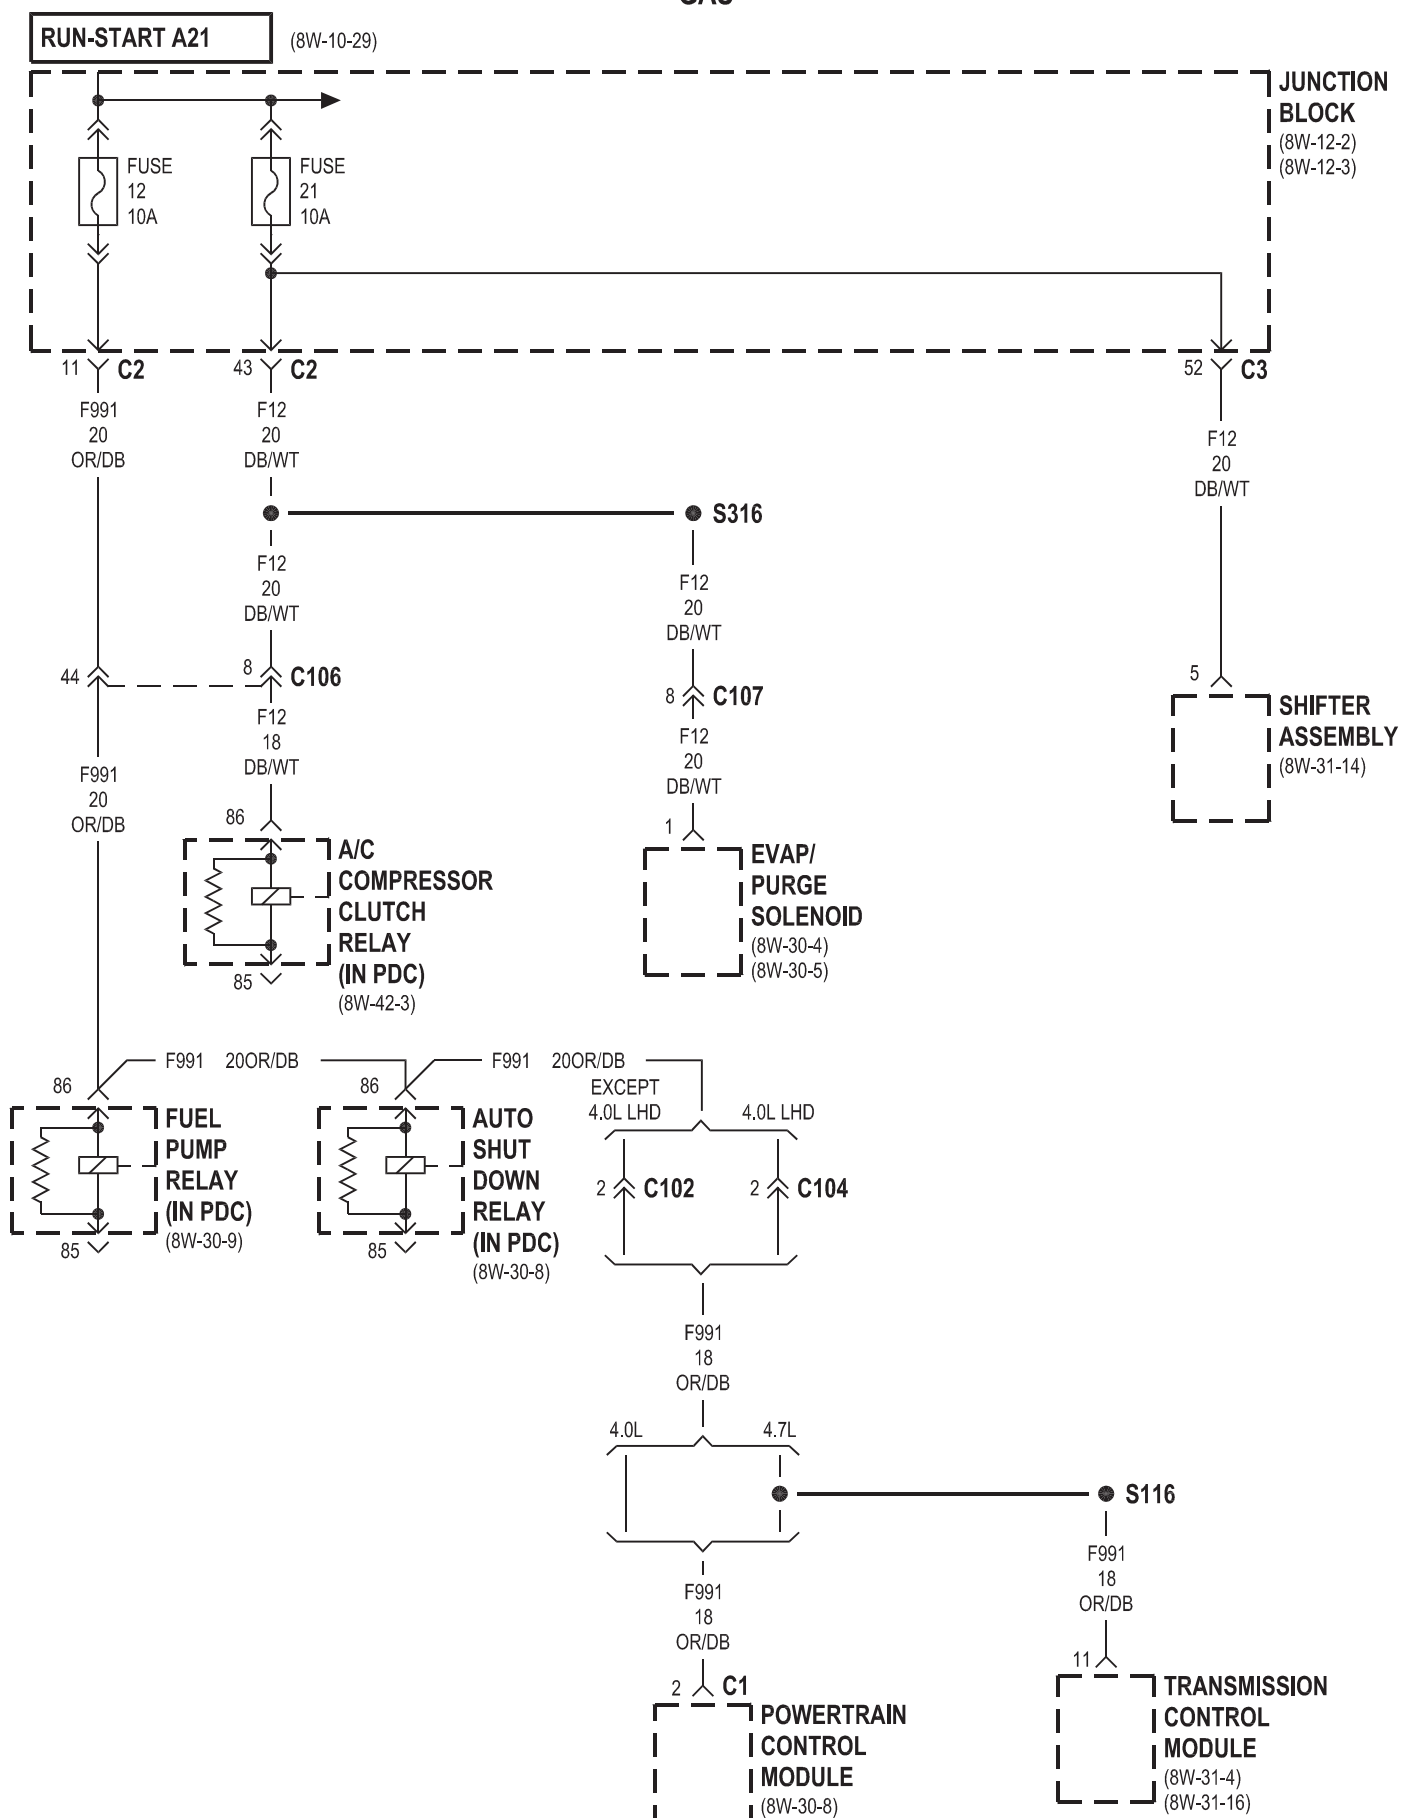 RUN-START A21
(8W-10-29)
JUNCTION
BLOCK
(8W-12-2)
(8W-12-3)
FUSE
12
10A
FUSE
21
10A
11
C2
43
C2
52
C3
F991
20
OR/DB
F12
20
DB/WT
F12
20
DB/WT
S316
F12
20
DB/WT
F12
20
DB/WT
44
8
C106
8
C107
5
SHIFTER
ASSEMBLY
(8W-31-14)
F12
18
DB/WT
F12
20
DB/WT
F991
20
OR/DB
86
A/C
COMPRESSOR
CLUTCH
RELAY
(IN PDC)
(8W-42-3)
85
1
EVAP/
PURGE
SOLENOID
(8W-30-4)
(8W-30-5)
F991 20OR/DB
F991 20OR/DB
86
FUEL
PUMP
RELAY
(IN PDC)
(8W-30-9)
85
86
AUTO
SHUT
DOWN
RELAY
(IN PDC)
(8W-30-8)
85
EXCEPT
4.0L LHD
4.0L LHD
2
C102
2
C104
F991
18
OR/DB
4.0L
4.7L
S116
F991
18
OR/DB
F991
18
OR/DB
2
C1
POWERTRAIN
CONTROL
MODULE
(8W-30-8)
11
TRANSMISSION
CONTROL
MODULE
(8W-31-4)
(8W-31-16)